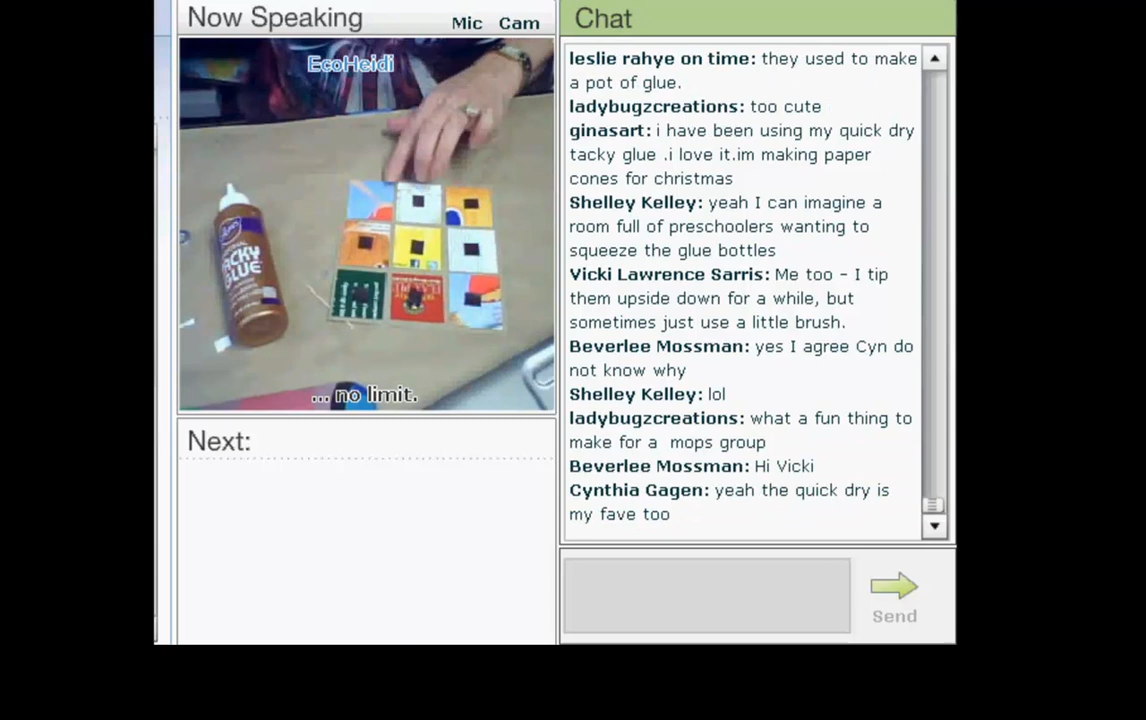 Now Speaking
Mic Cam
EcoHeidi
TACKY
GLUE
... no limit.
Next:
Chat
leslie rahye on time: they used to make
a pot of glue.
ladybugzcreations: too cute
ginasart: i have been using my quick dry
tacky glue .i love it.im making paper
cones for christmas
Shelley Kelley: yeah I can imagine a
room full of preschoolers wanting to
squeeze the glue bottles
Vicki Lawrence Sarris: Me too - I tip
them upside down for a while, but
sometimes just use a little brush.
Beverlee Mossman: yes I agree Cyn do
not know why
Shelley Kelley: lol
ladybugzcreations: what a fun thing to
make for a  mops group
Beverlee Mossman: Hi Vicki
Cynthia Gagen: yeah the quick dry is
my fave too
Send